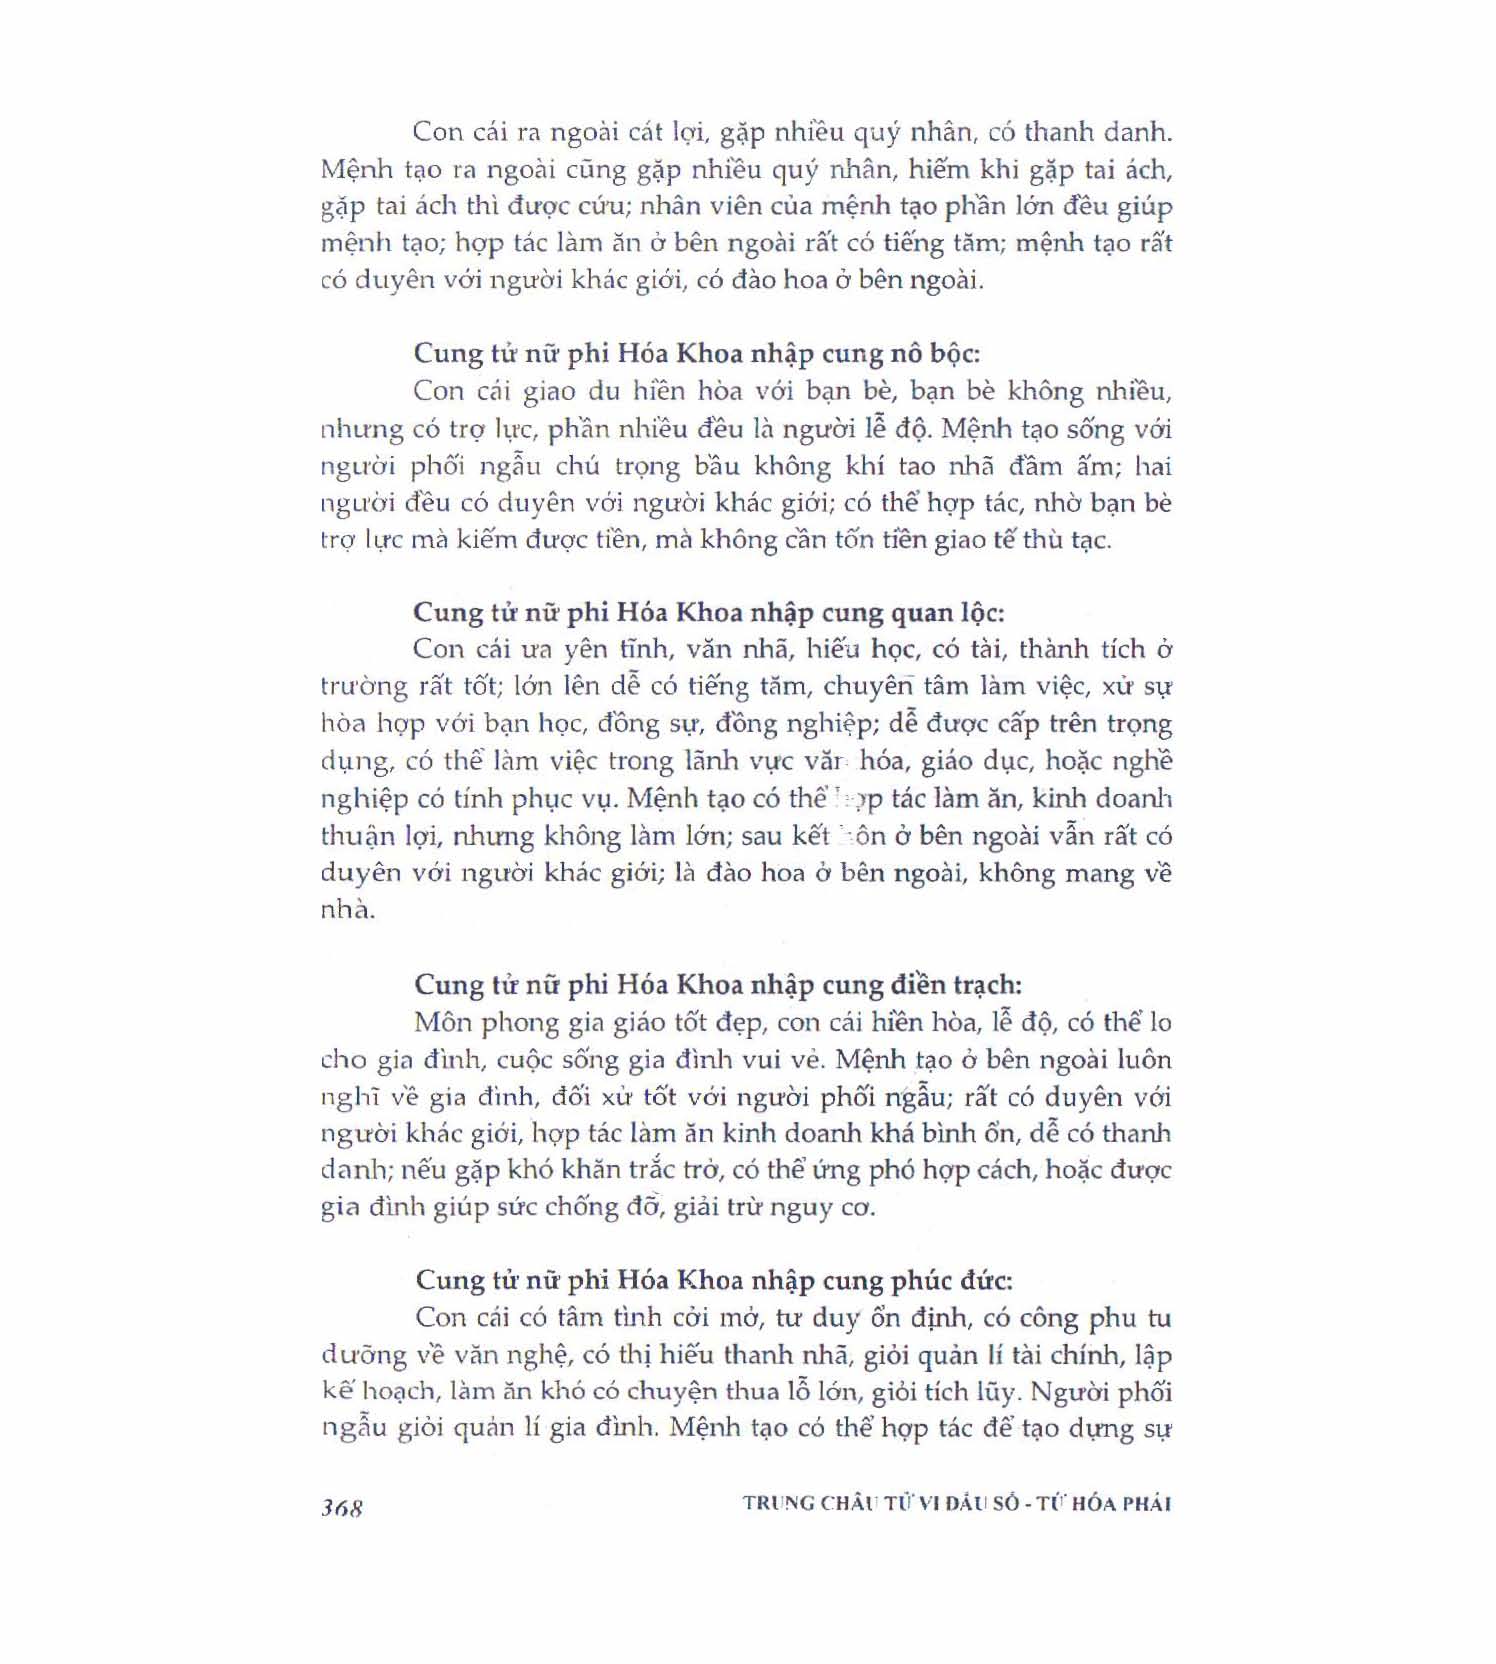 Con cái ra ngoài cát lợi, gặp nhiều quý nhân, có thanh danh.
Mệnh tạo ra ngoài cũng gặp nhiều quý nhân, hiếm khi gặp tai ách,
gặp tai ách thì được cứu; nhân viên của mệnh tạo phần lớn đều giúp
mệnh tạo; hợp tác làm ăn ở bên ngoài rất có tiếng tăm; mệnh tạo rất
có duyên với người khác giới, có đào hoa ở bên ngoài.
Cung tử nữ phi Hóa Khoa nhập cung nô bộc:
Con cái giao du hiền hòa với bạn bè, bạn bè không nhiều,
nhưng có trợ lực, phần nhiều đều là người lễ độ. Mệnh tạo sống với
người phối ngẫu chú trọng bầu không khí tao nhã đầm ấm; hai
người đều có duyên với người khác giới; có thể hợp tác, nhờ bạn bè
trợ lực mà kiếm được tiền, mà không cần tốn tiền giao tế thù tạc.
Cung tử nữ phi Hóa Khoa nhập cung quan lộc:
Con cái ưa yên tĩnh, văn nhã, hiếu học, có tài, thành tích ở
trường rất tốt; lớn lên dễ có tiếng tăm, chuyên tâm làm việc, xử sự
hòa hợp với bạn học, đồng sự, đồng nghiệp; dễ được cấp trên trọng
dụng, có thể làm việc trong lãnh vực văn hóa, giáo dục, hoặc nghề
nghiệp có tính phục vụ. Mệnh tạo có thể hợp tác làm ăn, kinh doanh
thuận lợi, nhưng không làm lớn; sau kết hôn ở bên ngoài vẫn rất có
duyên với người khác giới; là đào hoa ở bên ngoài, không mang về
nhà.
Cung tử nữ phi Hóa Khoa nhập cung điền trạch:
Môn phong gia giáo tốt đẹp, con cái hiền hòa, lễ độ, có thể lo
cho gia đình, cuộc sống gia đình vui vẻ. Mệnh tạo ở bên ngoài luôn
nghĩ về gia đình, đối xử tốt với người phối ngẫu; rất có duyên với
người khác giới, hợp tác làm ăn kinh doanh khá bình ổn, dễ có thanh
danh; nếu gặp khó khăn trắc trở, có thể ứng phó hợp cách, hoặc được
gia đình giúp sức chống đỡ, giải trừ nguy cơ.
Cung tử nữ phi Hóa Khoa nhập cung phúc đức:
Con cái có tâm tình cởi mở, tư duy ổn định, có công phu tu
dưỡng về văn nghệ, có thị hiếu thanh nhã, giỏi quản lí tài chính, lập
kế hoạch, làm ăn khó có chuyện thua lỗ lớn, giỏi tích lũy. Người phối
ngẫu giỏi quản lí gia đình. Mệnh tạo có thể hợp tác để tạo dựng sự
368
TRUNG CHÂU TỬ VI ĐẨU SỐ - TỨ HÓA PHÁI